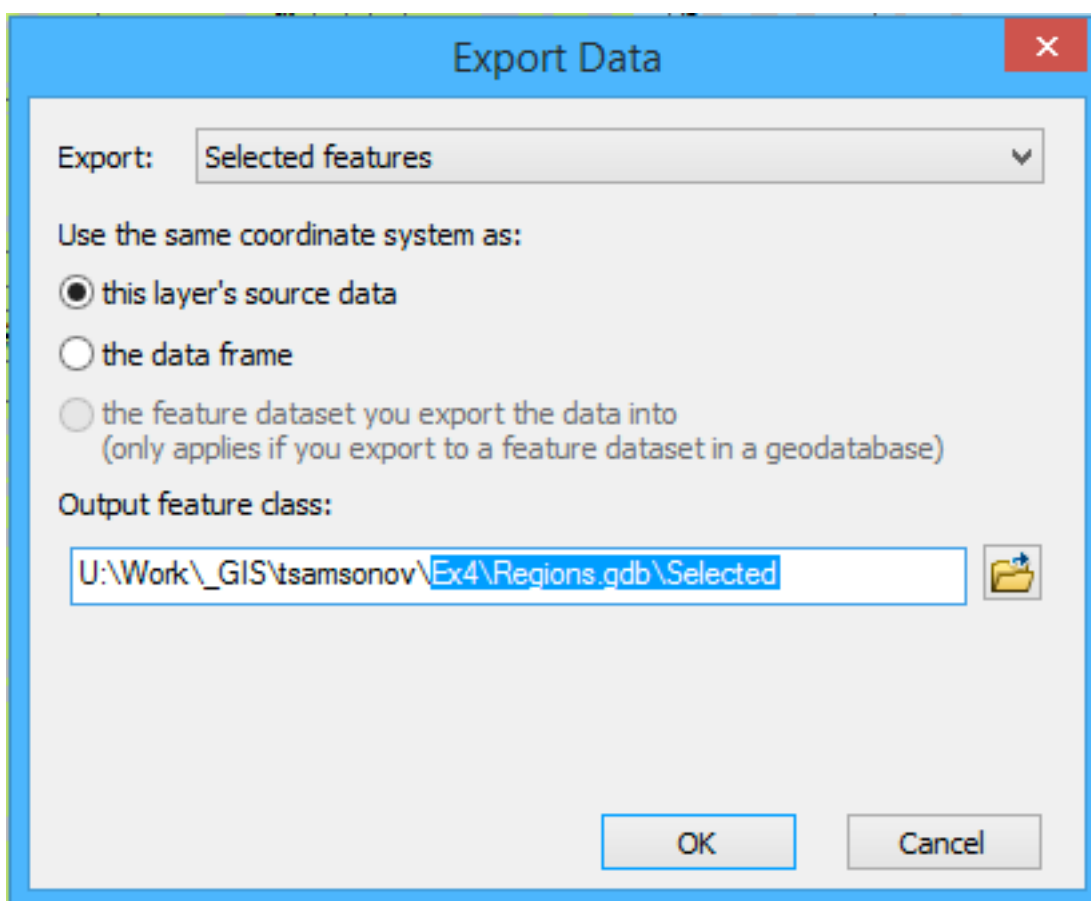 Export Data
Export: Selected features
Use the same coordinate system as:
this layer's source data
the data frame
the feature dataset you export the data into
(only applies if you export to a feature dataset in a geodatabase)
Output feature class:
U:\Work\_GIS\tsamsonov\Ex4\Regions.gdb\Selected
OK Cancel